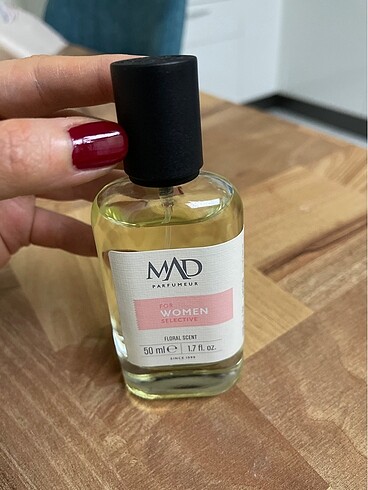 MAD
PARFUMEUR
FOR
WOMEN
SELECTIVE
FLORAL SCENT
50 ml ℮ 1.7 fl. oz.
SINCE 1990